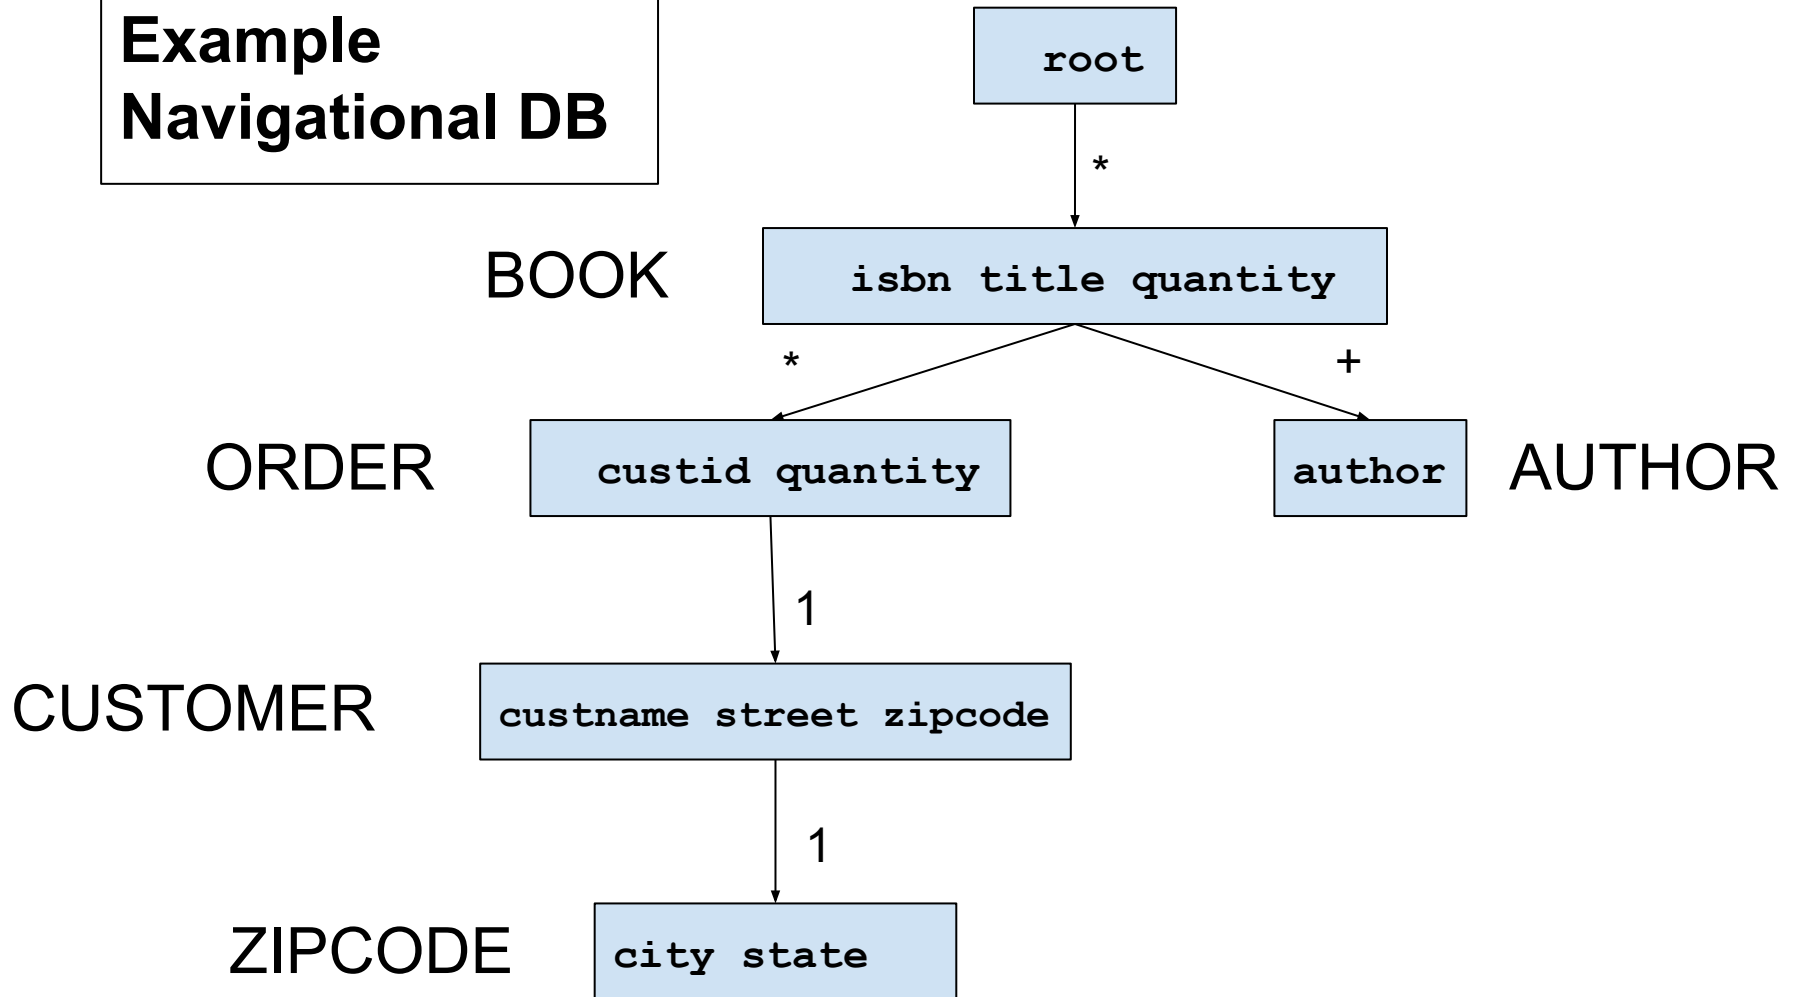 Example
Navigational DB
root
*
BOOK
isbn title quantity
*
+
ORDER
custid quantity
author
AUTHOR
1
CUSTOMER
custname street zipcode
1
ZIPCODE
city state